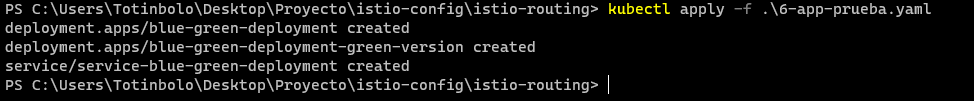 PS C:\Users\Totinbolo\Desktop\Proyecto\istio-config\istio-routing> kubectl apply -f .\6-app-prueba.yaml
deployment.apps/blue-green-deployment created
deployment.apps/blue-green-deployment-green-version created
service/service-blue-green-deployment created
PS C:\Users\Totinbolo\Desktop\Proyecto\istio-config\istio-routing>